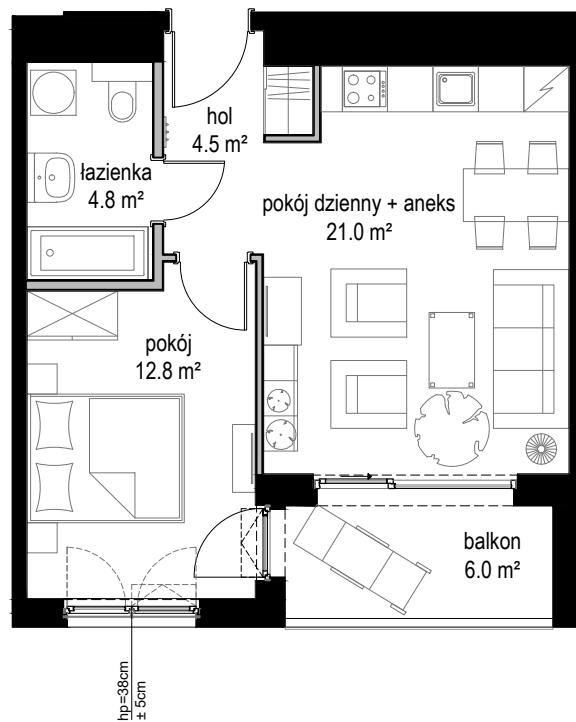 hol
4.5 m²
łazienka
4.8 m²
pokój dzienny + aneks
21.0 m²
pokój
12.8 m²
balkon
6.0 m²
hp=38cm
± 5cm